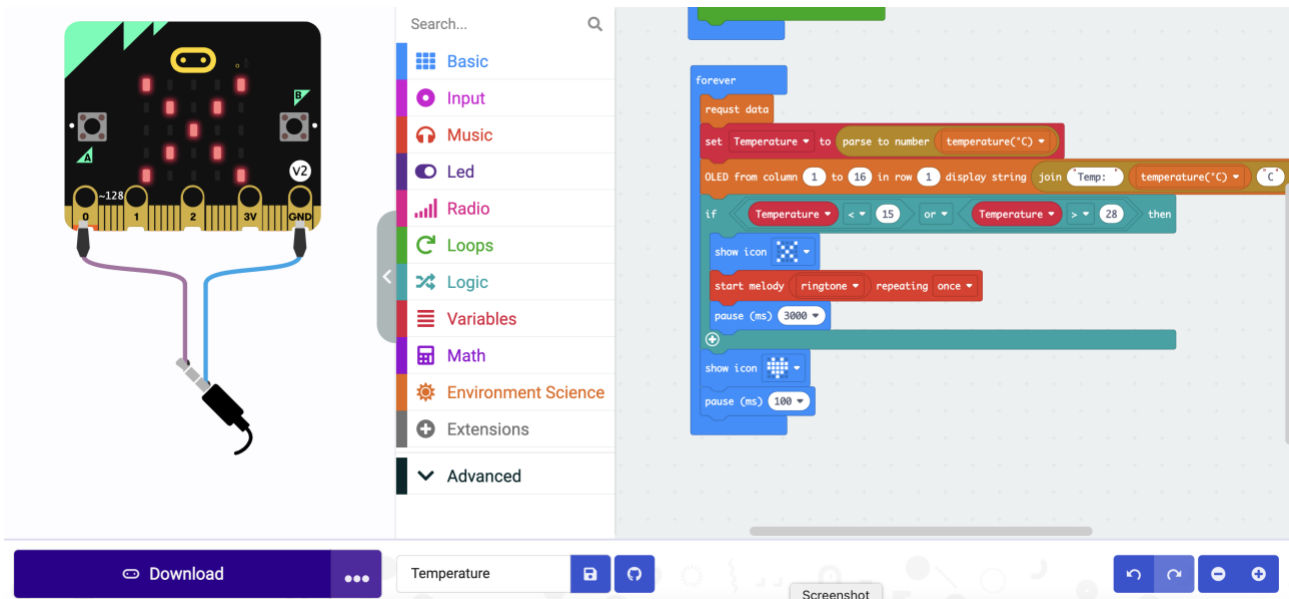 Search...
Basic
Input
Music
Led
Radio
Loops
Logic
Variables
Math
Environment Science
Extensions
Advanced
B
A
V2
~128
0 1 2 3V GND
forever
requst data
set Temperature to parse to number temperature(°C)
OLED from column 1 to 16 in row 1 display string join "Temp: " temperature(°C) "C"
if Temperature < 15 or Temperature > 28 then
show icon
start melody ringtone repeating once
pause (ms) 3000
show icon
pause (ms) 100
Download
Temperature
Screenshot